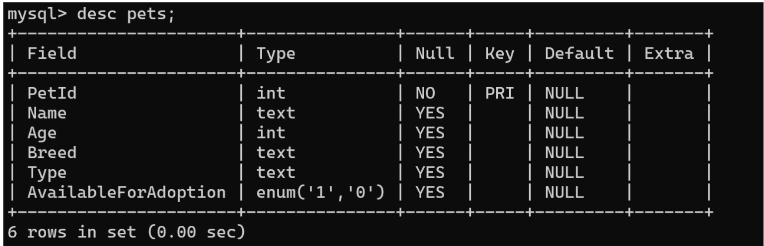 mysql> desc pets;
+----------------------+---------------+------+-----+---------+-------+
| Field                | Type          | Null | Key | Default | Extra |
+----------------------+---------------+------+-----+---------+-------+
| PetId                | int           | NO   | PRI | NULL    |       |
| Name                 | text          | YES  |     | NULL    |       |
| Age                  | int           | YES  |     | NULL    |       |
| Breed                | text          | YES  |     | NULL    |       |
| Type                 | text          | YES  |     | NULL    |       |
| AvailableForAdoption | enum('1','0') | YES  |     | NULL    |       |
+----------------------+---------------+------+-----+---------+-------+
6 rows in set (0.00 sec)